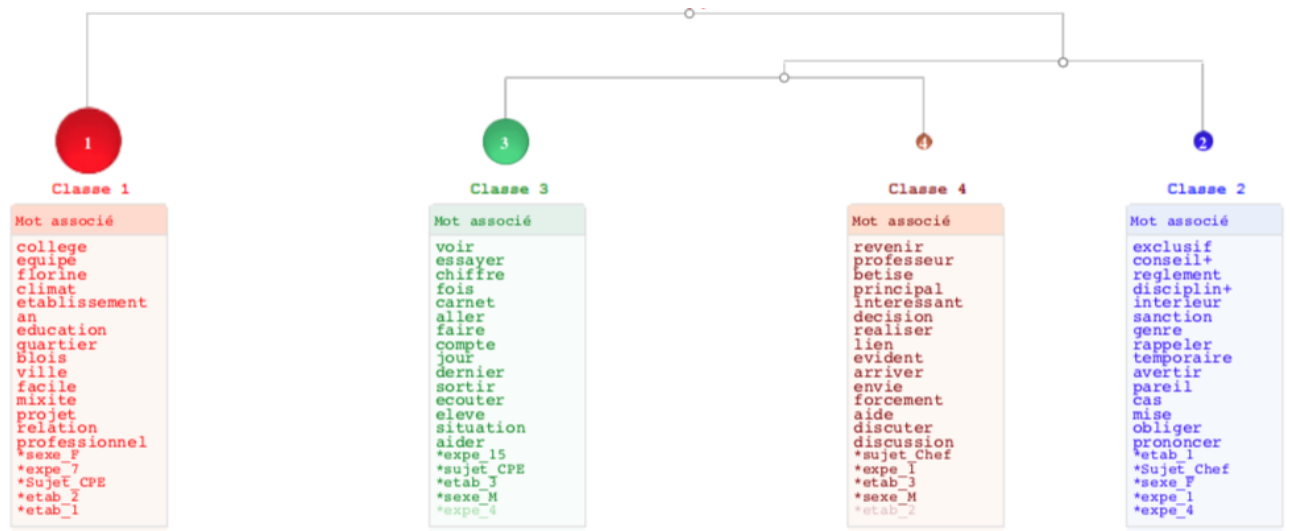 1
3
4
2
Classe 1
Classe 3
Classe 4
Classe 2
Mot associé
college
equipe
florine
climat
etablissement
an
education
quartier
blois
ville
facile
mixite
projet
relation
professionnel
*sexe_F
*expe_7
*Sujet_CPE
*etab_2
*etab_1
Mot associé
voir
essayer
chiffre
fois
carnet
aller
faire
compte
jour
dernier
sortir
ecouter
eleve
situation
aider
*expe_15
*sujet_CPE
*etab_3
*sexe_M
*expe_4
Mot associé
revenir
professeur
betise
principal
interessant
decision
realiser
lien
evident
arriver
envie
forcement
aide
discuter
discussion
*sujet_Chef
*expe_1
*etab_3
*sexe_M
*etab_2
Mot associé
exclusif
conseil+
reglement
disciplin+
interieur
sanction
genre
rappeler
temporaire
avertir
pareil
cas
mise
obliger
prononcer
*etab_1
*Sujet_Chef
*sexe_F
*expe_1
*expe_4